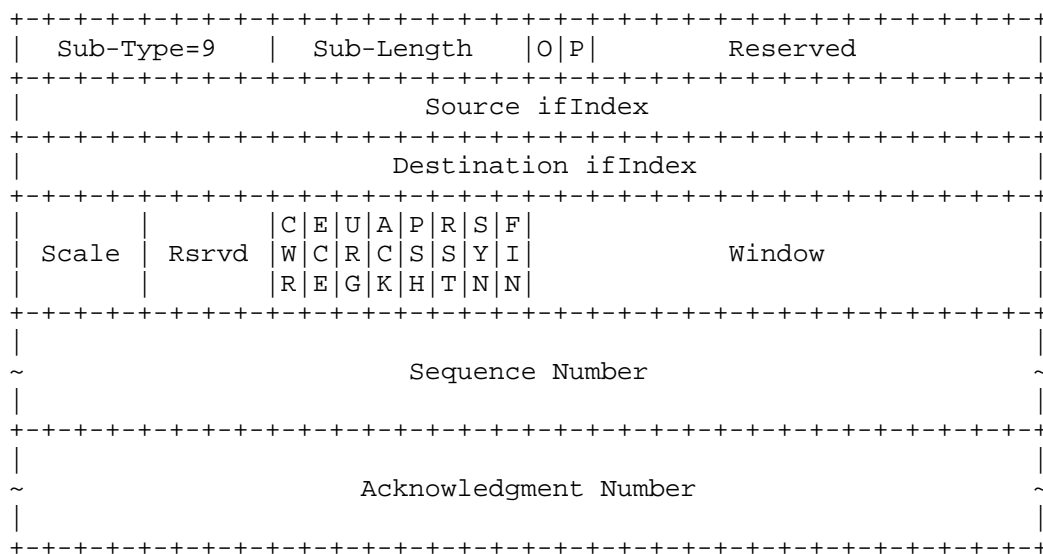 +-+-+-+-+-+-+-+-+-+-+-+-+-+-+-+-+-+-+-+-+-+-+-+-+-+-+-+-+-+-+-+-+
|  Sub-Type=9   |  Sub-Length   |O|P|        Reserved           |
+-+-+-+-+-+-+-+-+-+-+-+-+-+-+-+-+-+-+-+-+-+-+-+-+-+-+-+-+-+-+-+-+
|                         Source ifIndex                        |
+-+-+-+-+-+-+-+-+-+-+-+-+-+-+-+-+-+-+-+-+-+-+-+-+-+-+-+-+-+-+-+-+
|                       Destination ifIndex                     |
+-+-+-+-+-+-+-+-+-+-+-+-+-+-+-+-+-+-+-+-+-+-+-+-+-+-+-+-+-+-+-+-+
|       |       |C|E|U|A|P|R|S|F|                               |
| Scale | Rsrvd |W|C|R|C|S|S|Y|I|            Window             |
|       |       |R|E|G|K|H|T|N|N|                               |
+-+-+-+-+-+-+-+-+-+-+-+-+-+-+-+-+-+-+-+-+-+-+-+-+-+-+-+-+-+-+-+-+
|                                                               |
~                        Sequence Number                        ~
|                                                               |
+-+-+-+-+-+-+-+-+-+-+-+-+-+-+-+-+-+-+-+-+-+-+-+-+-+-+-+-+-+-+-+-+
|                                                               |
~                     Acknowledgment Number                     ~
|                                                               |
+-+-+-+-+-+-+-+-+-+-+-+-+-+-+-+-+-+-+-+-+-+-+-+-+-+-+-+-+-+-+-+-+